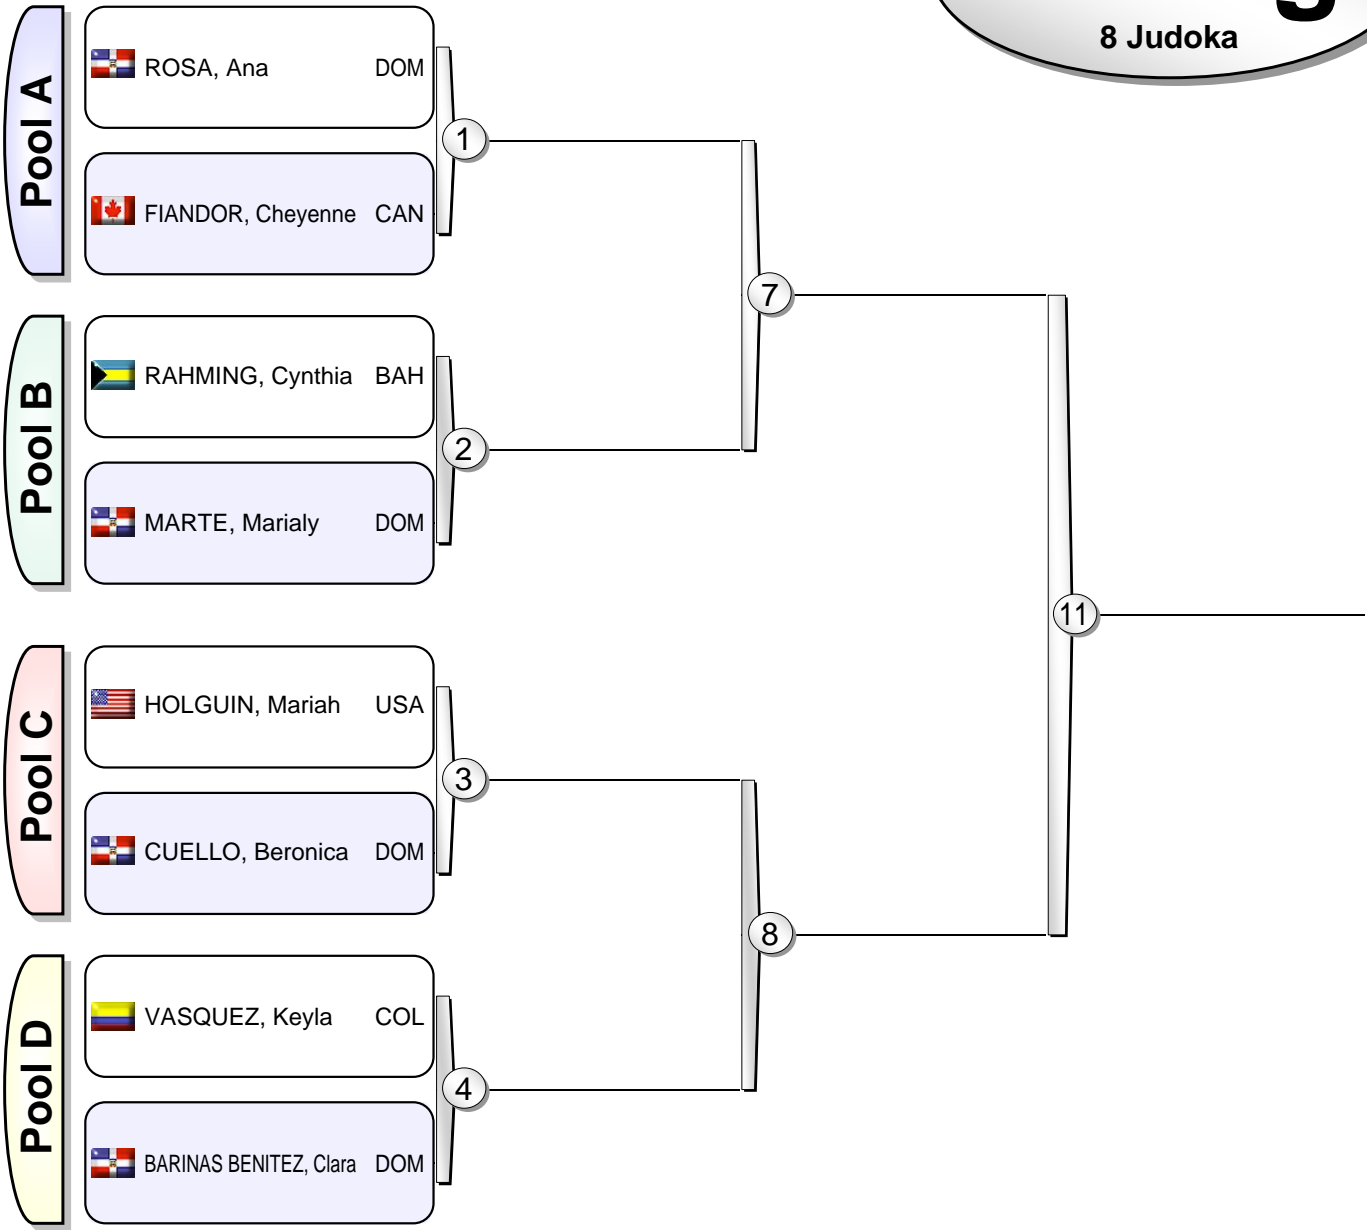 8 Judoka
Pool A
ROSA, Ana DOM
FIANDOR, Cheyenne CAN
1
Pool B
RAHMING, Cynthia BAH
MARTE, Marialy DOM
2
7
Pool C
HOLGUIN, Mariah USA
CUELLO, Beronica DOM
3
Pool D
VASQUEZ, Keyla COL
BARINAS BENITEZ, Clara DOM
4
8
11